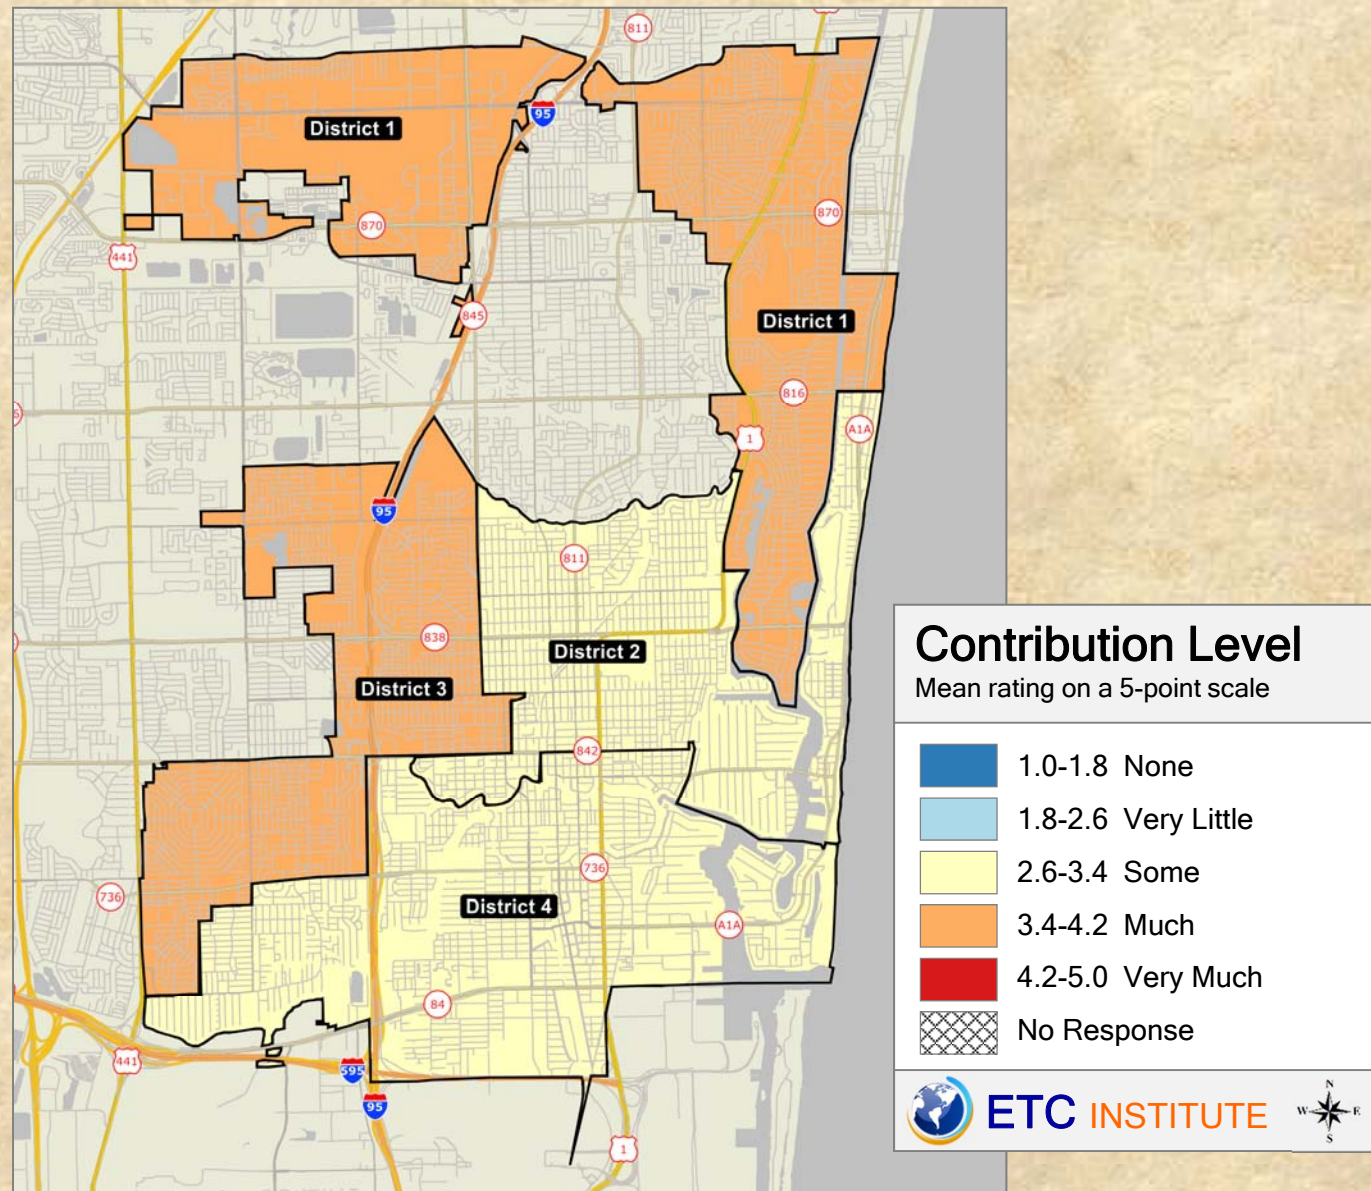 811
95
District 1
870
870
441
845
District 1
816
1
A1A
95
811
838
District 2
District 3
842
736
736
District 4
A1A
84
441
595
95
1
Contribution Level
Mean rating on a 5-point scale
1.0-1.8 None
1.8-2.6 Very Little
2.6-3.4 Some
3.4-4.2 Much
4.2-5.0 Very Much
No Response
ETC INSTITUTE
N
W E
S